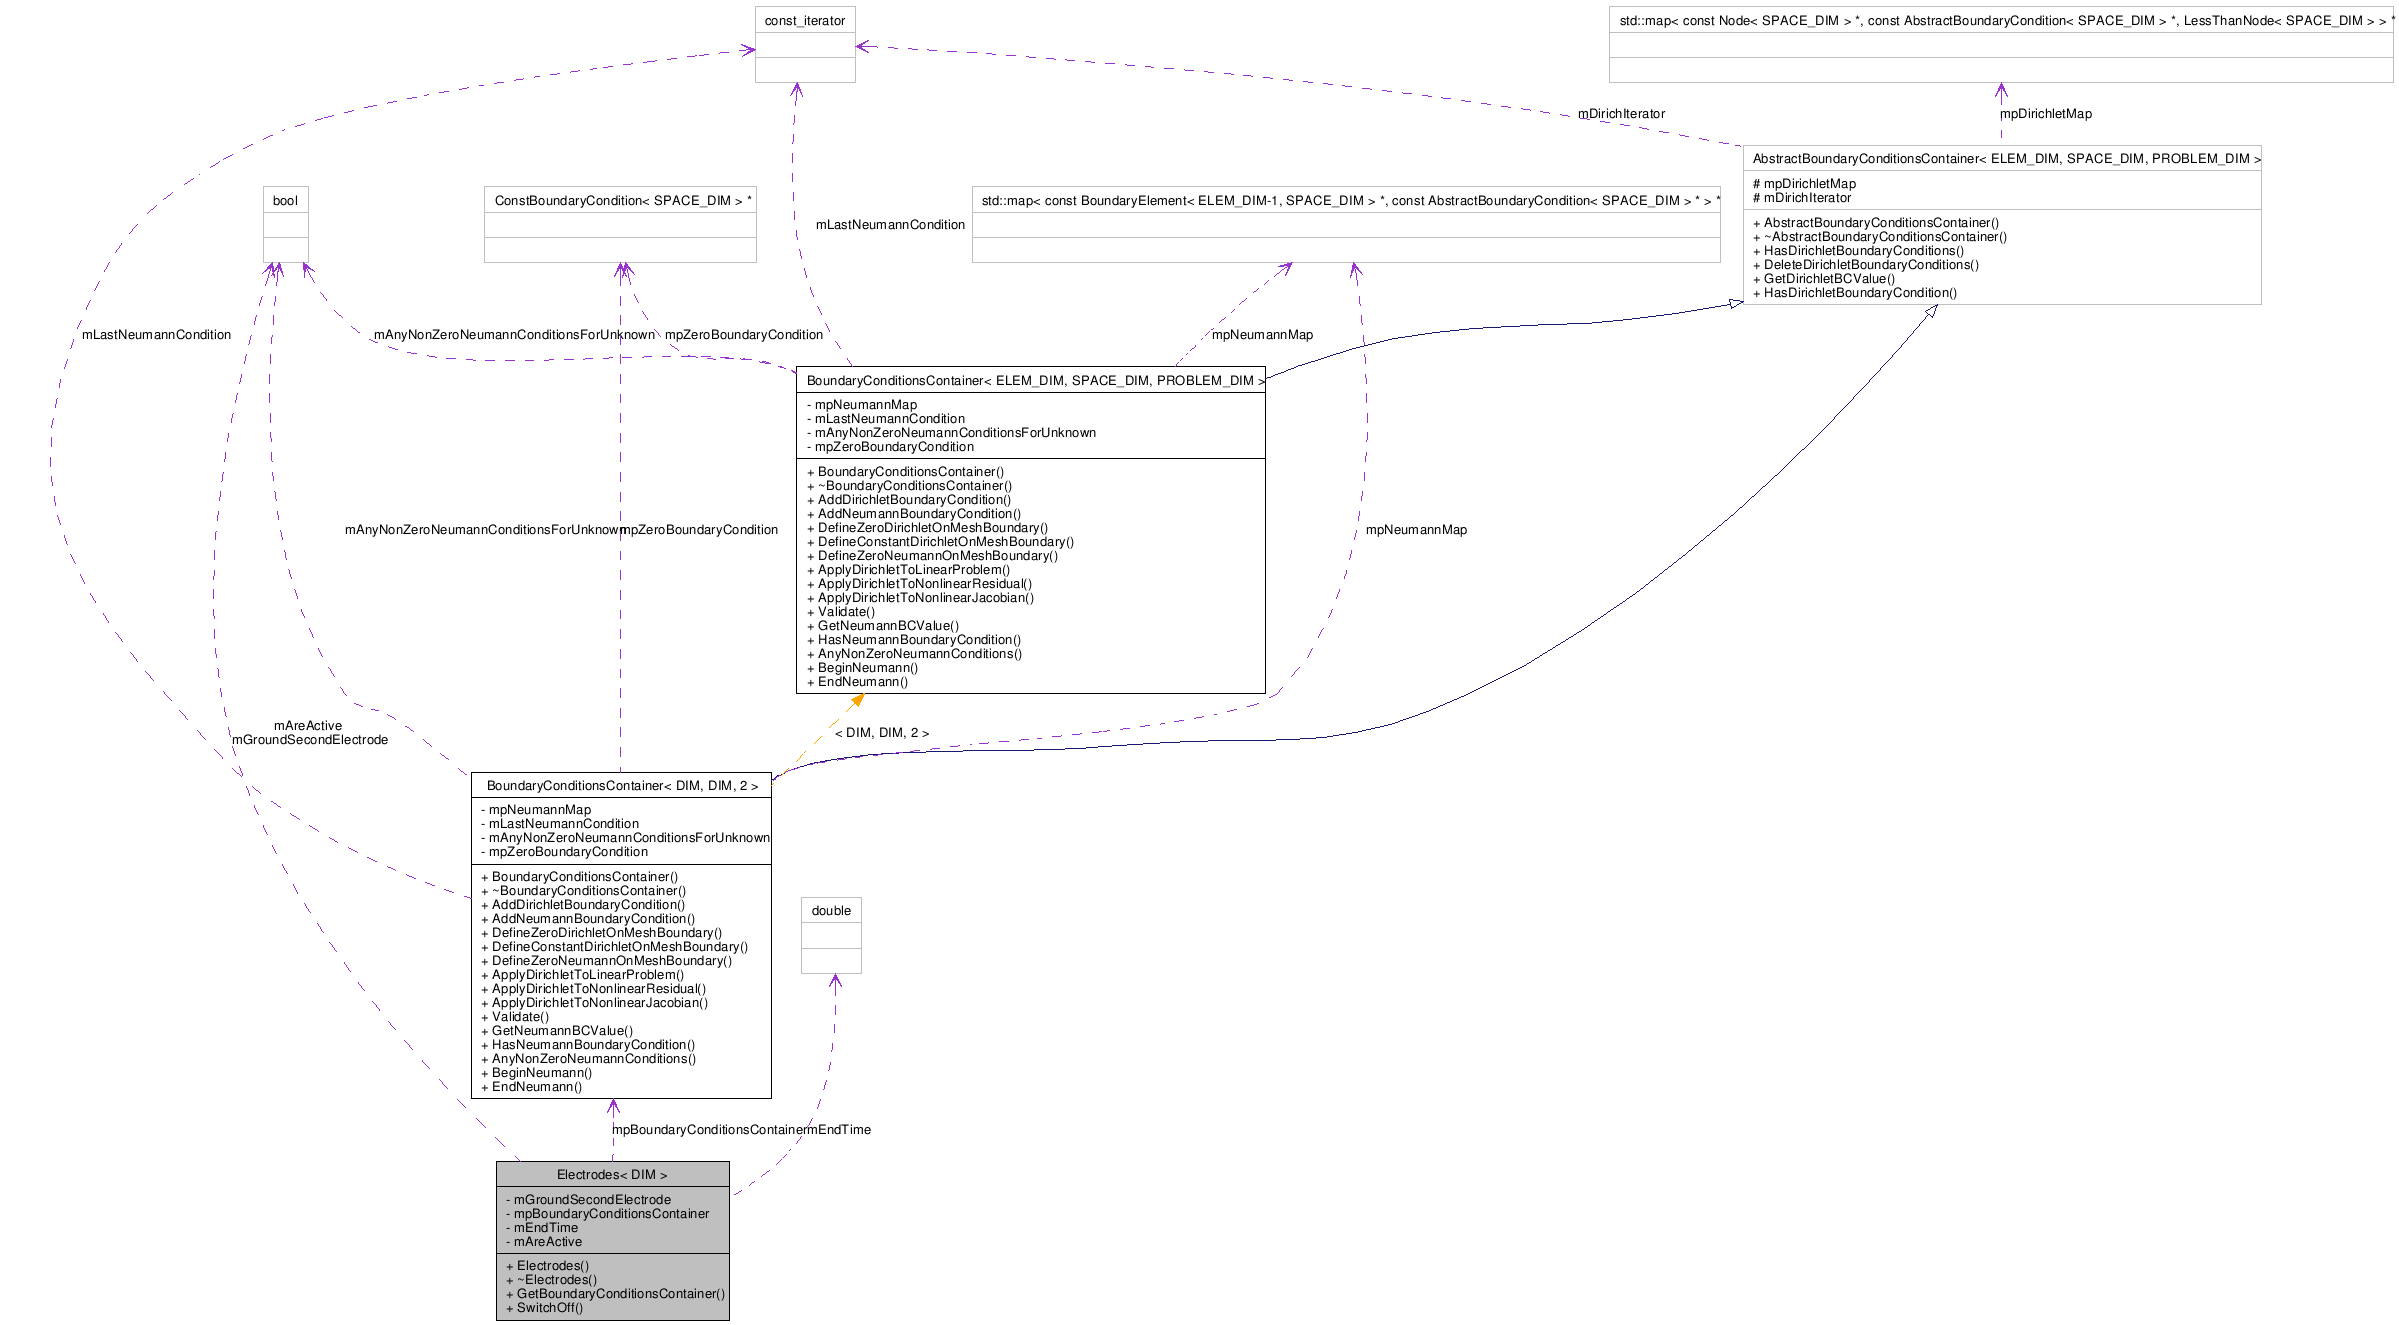 const_iterator
std::map< const Node< SPACE_DIM > *, const AbstractBoundaryCondition< SPACE_DIM > *, LessThanNode< SPACE_DIM > > *
mDirichIterator
mpDirichletMap
AbstractBoundaryConditionsContainer< ELEM_DIM, SPACE_DIM, PROBLEM_DIM >
# mpDirichletMap
# mDirichIterator
+ AbstractBoundaryConditionsContainer()
+ ~AbstractBoundaryConditionsContainer()
+ HasDirichletBoundaryConditions()
+ DeleteDirichletBoundaryConditions()
+ GetDirichletBCValue()
+ HasDirichletBoundaryCondition()
bool
ConstBoundaryCondition< SPACE_DIM > *
mLastNeumannCondition
std::map< const BoundaryElement< ELEM_DIM-1, SPACE_DIM > *, const AbstractBoundaryCondition< SPACE_DIM > * > *
mLastNeumannCondition
mAnyNonZeroNeumannConditionsForUnknown
mpZeroBoundaryCondition
mpNeumannMap
BoundaryConditionsContainer< ELEM_DIM, SPACE_DIM, PROBLEM_DIM >
- mpNeumannMap
- mLastNeumannCondition
- mAnyNonZeroNeumannConditionsForUnknown
- mpZeroBoundaryCondition
+ BoundaryConditionsContainer()
+ ~BoundaryConditionsContainer()
+ AddDirichletBoundaryCondition()
+ AddNeumannBoundaryCondition()
+ DefineZeroDirichletOnMeshBoundary()
+ DefineConstantDirichletOnMeshBoundary()
+ DefineZeroNeumannOnMeshBoundary()
+ ApplyDirichletToLinearProblem()
+ ApplyDirichletToNonlinearResidual()
+ ApplyDirichletToNonlinearJacobian()
+ Validate()
+ GetNeumannBCValue()
+ HasNeumannBoundaryCondition()
+ AnyNonZeroNeumannConditions()
+ BeginNeumann()
+ EndNeumann()
mAnyNonZeroNeumannConditionsForUnknown
mpZeroBoundaryCondition
mpNeumannMap
mAreActive
mGroundSecondElectrode
< DIM, DIM, 2 >
BoundaryConditionsContainer< DIM, DIM, 2 >
- mpNeumannMap
- mLastNeumannCondition
- mAnyNonZeroNeumannConditionsForUnknown
- mpZeroBoundaryCondition
+ BoundaryConditionsContainer()
+ ~BoundaryConditionsContainer()
+ AddDirichletBoundaryCondition()
+ AddNeumannBoundaryCondition()
+ DefineZeroDirichletOnMeshBoundary()
+ DefineConstantDirichletOnMeshBoundary()
+ DefineZeroNeumannOnMeshBoundary()
+ ApplyDirichletToLinearProblem()
+ ApplyDirichletToNonlinearResidual()
+ ApplyDirichletToNonlinearJacobian()
+ Validate()
+ GetNeumannBCValue()
+ HasNeumannBoundaryCondition()
+ AnyNonZeroNeumannConditions()
+ BeginNeumann()
+ EndNeumann()
double
mpBoundaryConditionsContainer
mEndTime
Electrodes< DIM >
- mGroundSecondElectrode
- mpBoundaryConditionsContainer
- mEndTime
- mAreActive
+ Electrodes()
+ ~Electrodes()
+ GetBoundaryConditionsContainer()
+ SwitchOff()